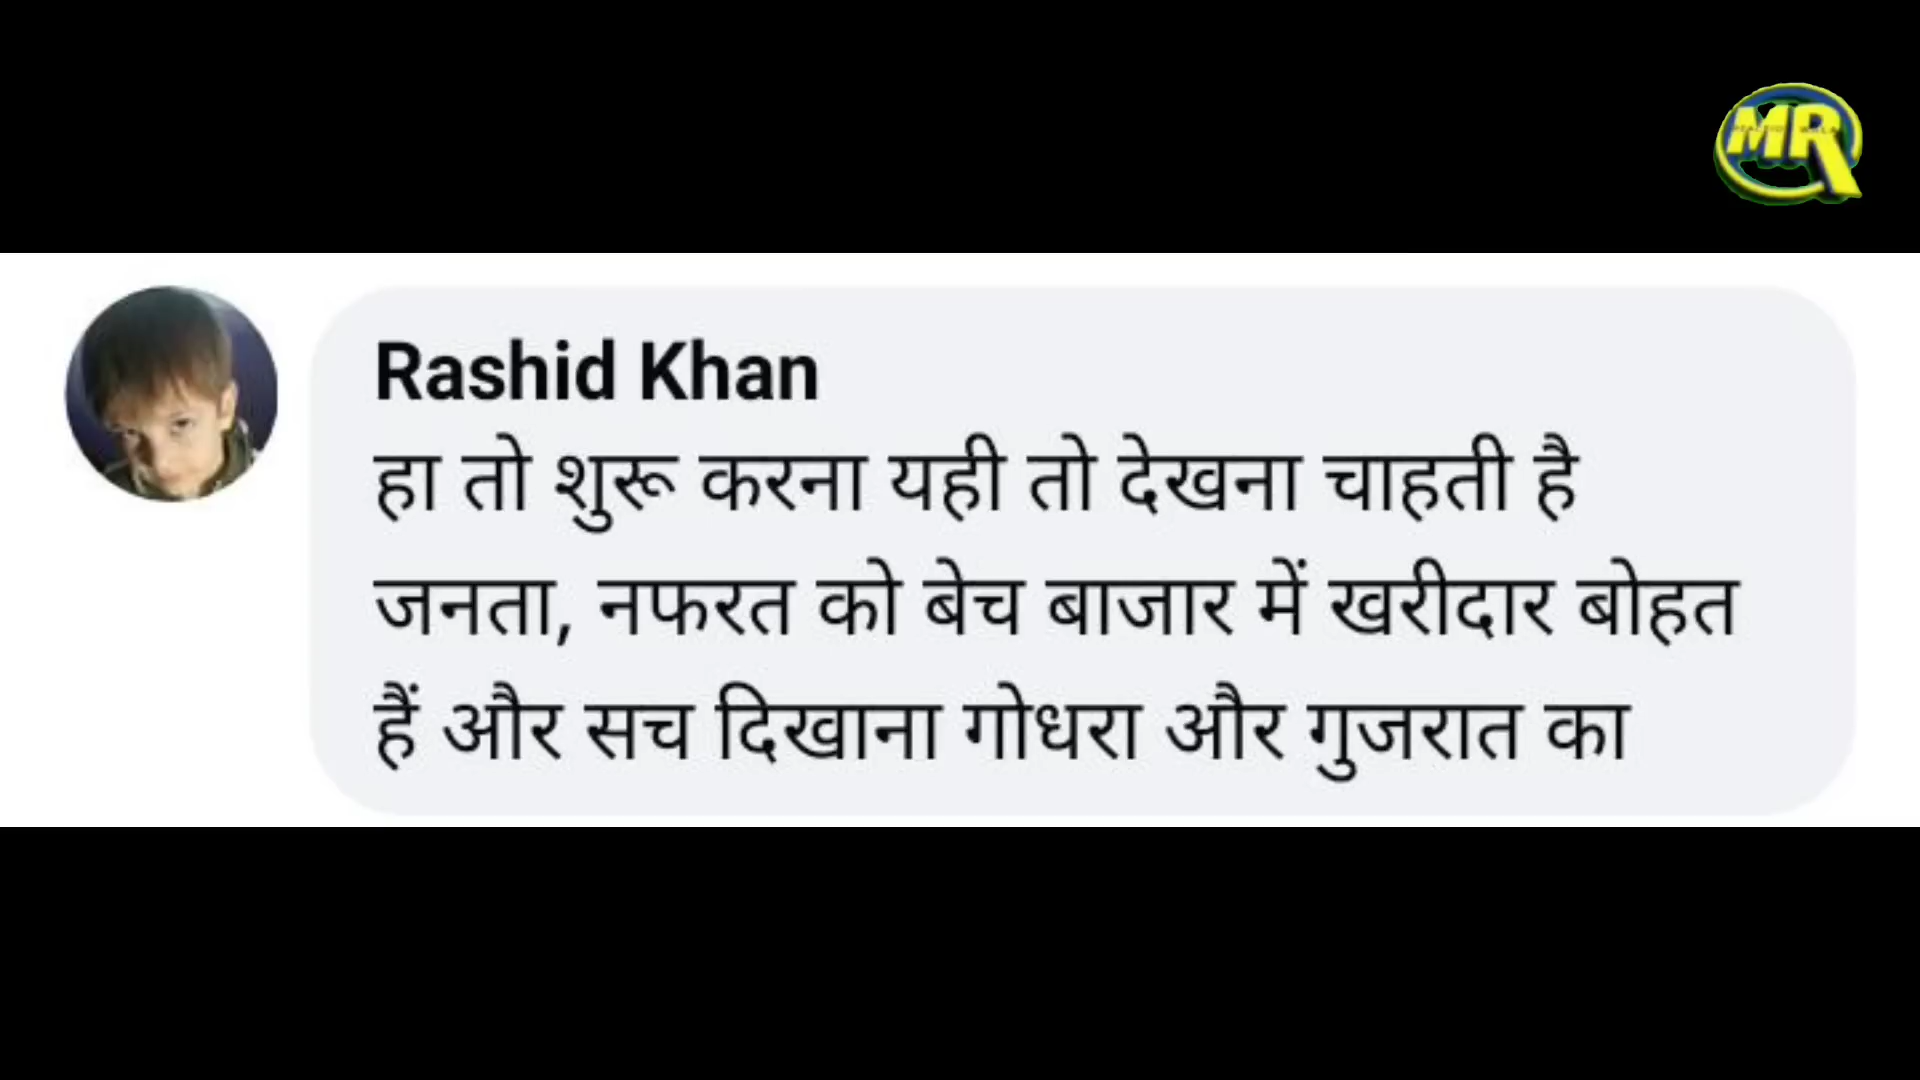 MR
Rashid Khan
हा तो शुरू करना यही तो देखना चाहती है
जनता, नफरत को बेच बाजार में खरीदार बोहत
हैं और सच दिखाना गोधरा और गुजरात का